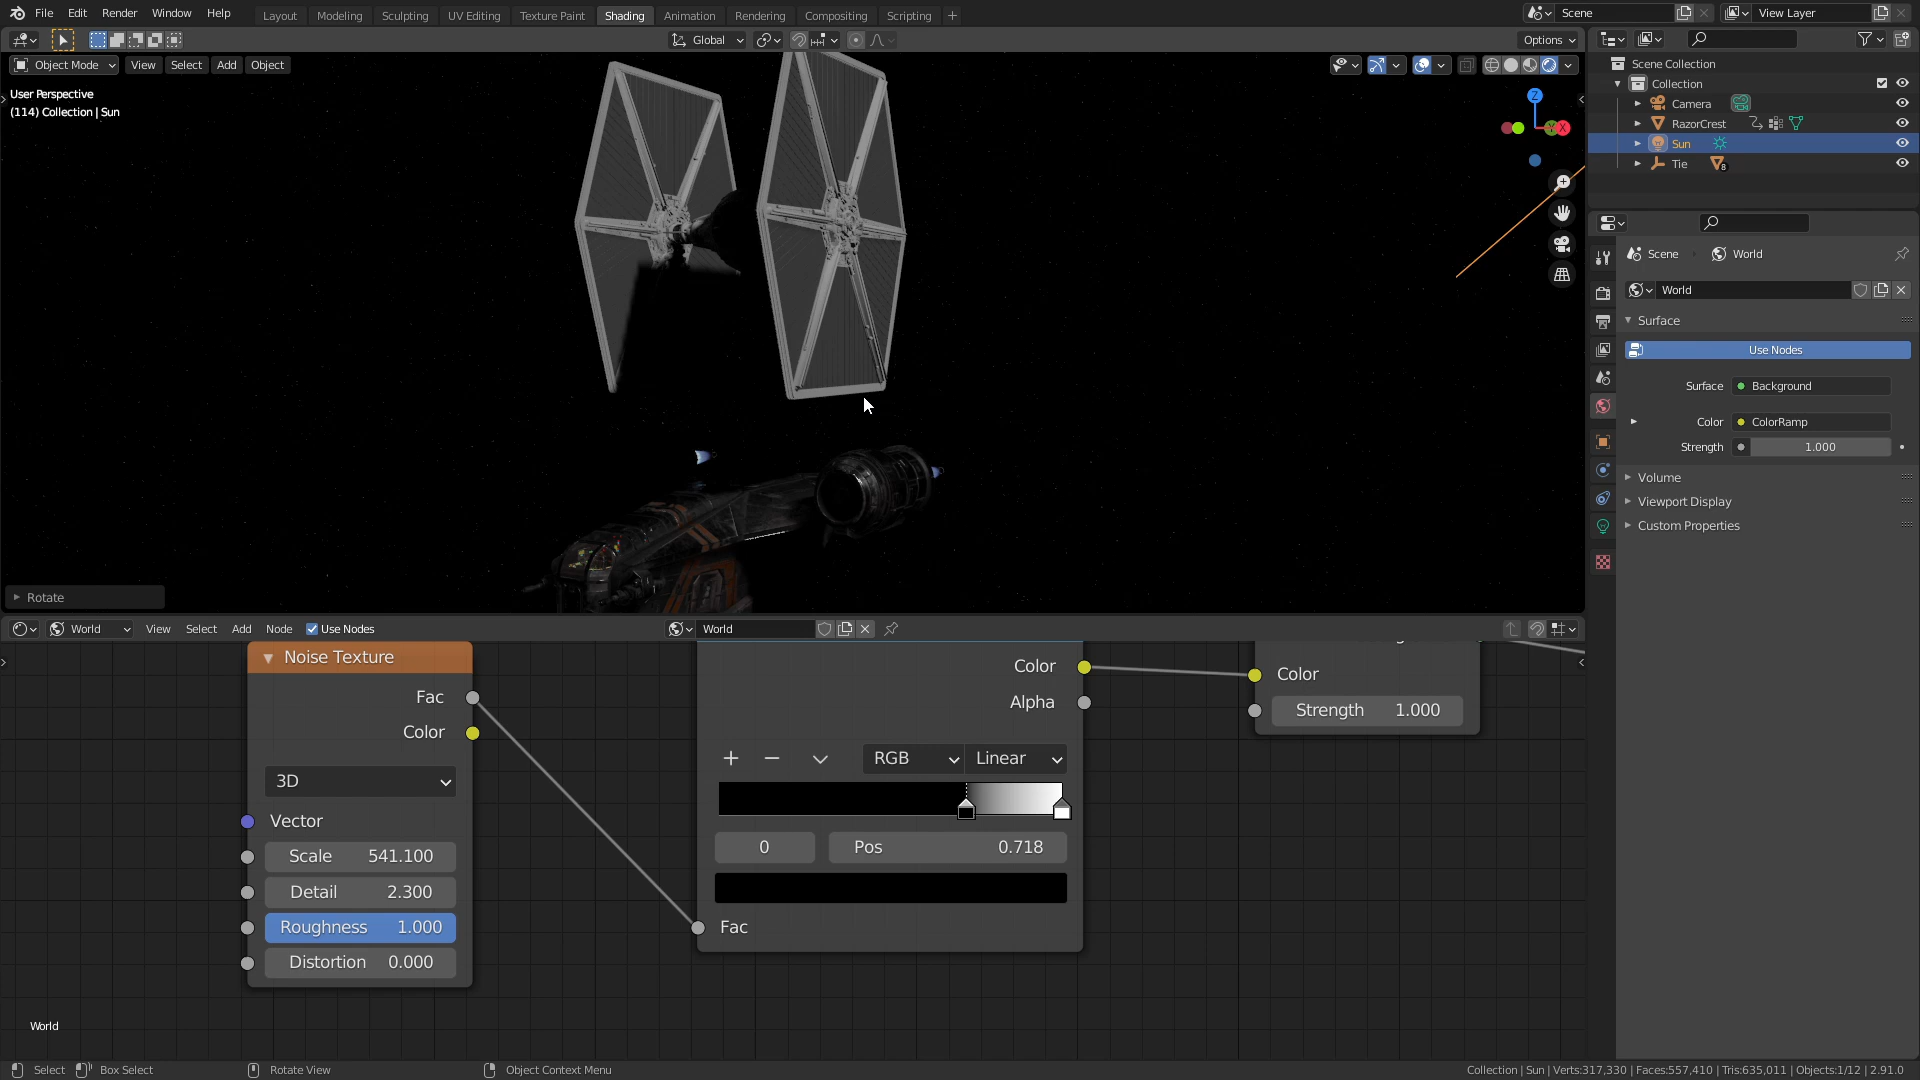 File Edit Render Window Help Layout Modeling Sculpting UV Editing Texture Paint Shading Animation Rendering Compositing Scripting + Scene View Layer
Global Options
Object Mode View Select Add Object
User Perspective
(114) Collection | Sun
Z
X
Rotate
Scene Collection
Collection
Camera
RazorCrest
Sun
Tie
8
Scene World
World
Surface
Use Nodes
Surface Background
Color ColorRamp
Strength 1.000
Volume
Viewport Display
Custom Properties
World View Select Add Node Use Nodes World
Noise Texture
Fac
Color
3D
Vector
Scale 541.100
Detail 2.300
Roughness 1.000
Distortion 0.000
Color
Alpha
RGB Linear
0 Pos 0.718
Fac
Color
Strength 1.000
World
Select Box Select Rotate View Object Context Menu Collection | Sun | Verts:317,330 | Faces:557,410 | Tris:635,011 | Objects:1/12 | 2.91.0